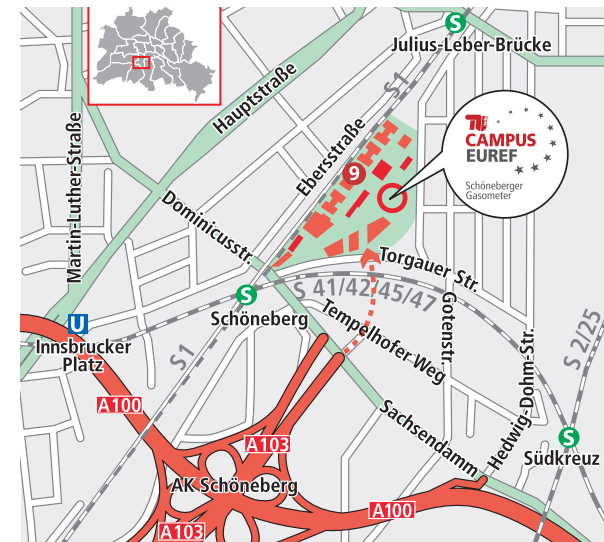 S
Julius-Leber-Brücke
S 1
Hauptstraße
Martin-Luther-Straße
Ebersstraße
CAMPUS
EUREF
Schöneberger
Gasometer
9
Dominicusstr.
Torgauer Str.
S 41/42/45/47
S
Schöneberg
Tempelhofer-Weg
Gotenstr.
Hedwig-Dohm-Str.
S 2/25
U
Innsbrucker
Platz
S1
A100
A103
Sachsendamm
S
Südkreuz
AK Schöneberg
A100
A103